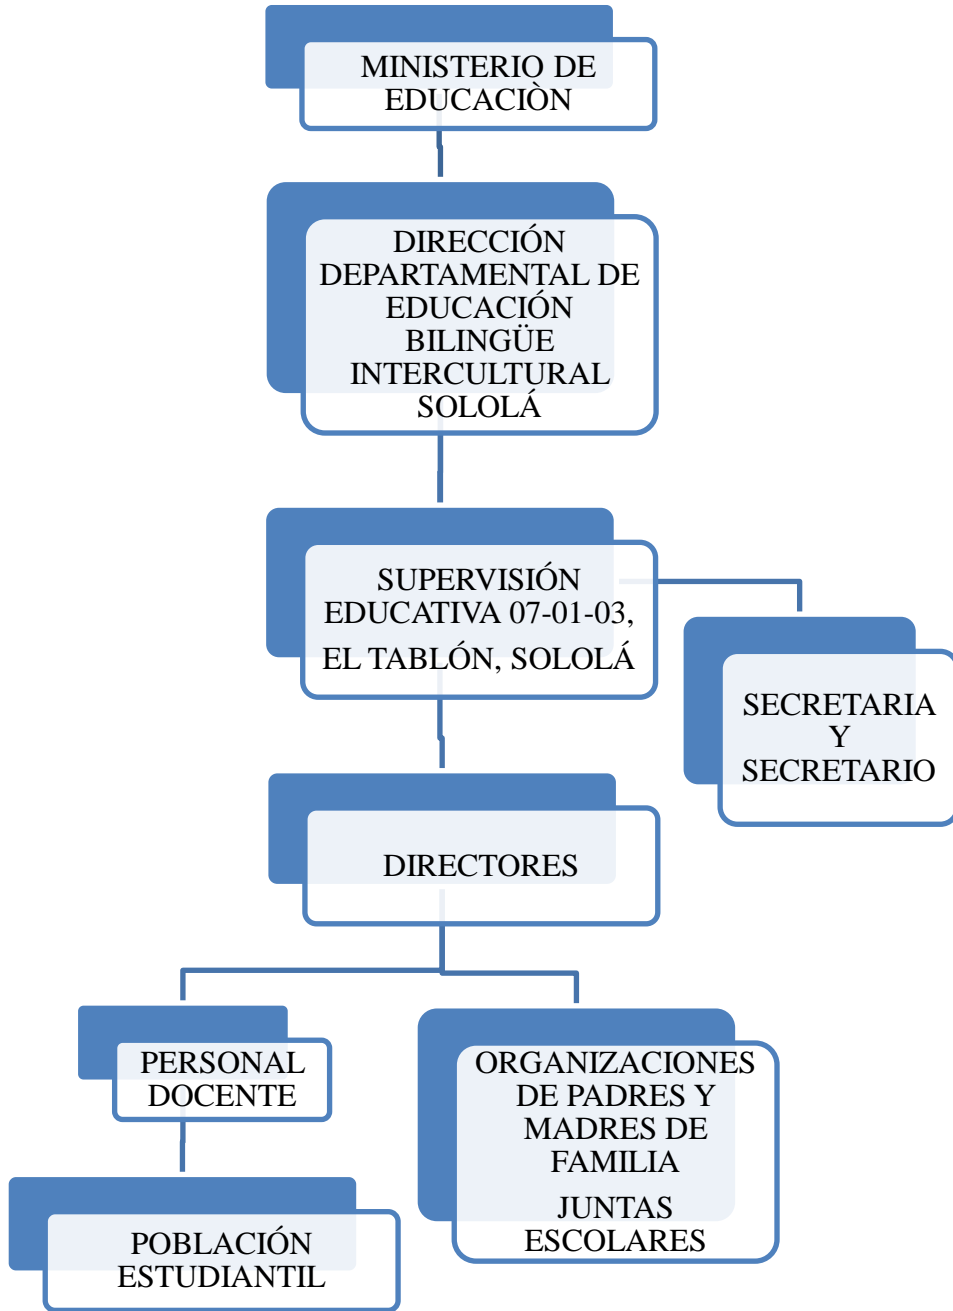 MINISTERIO DE
EDUCACIÒN
DIRECCIÓN
DEPARTAMENTAL DE
EDUCACIÓN
BILINGÜE
INTERCULTURAL
SOLOLÁ
SUPERVISIÓN
EDUCATIVA 07-01-03,
EL TABLÓN, SOLOLÁ
SECRETARIA
Y
SECRETARIO
DIRECTORES
PERSONAL
DOCENTE
ORGANIZACIONES
DE PADRES Y
MADRES DE
FAMILIA
JUNTAS
ESCOLARES
POBLACIÓN
ESTUDIANTIL